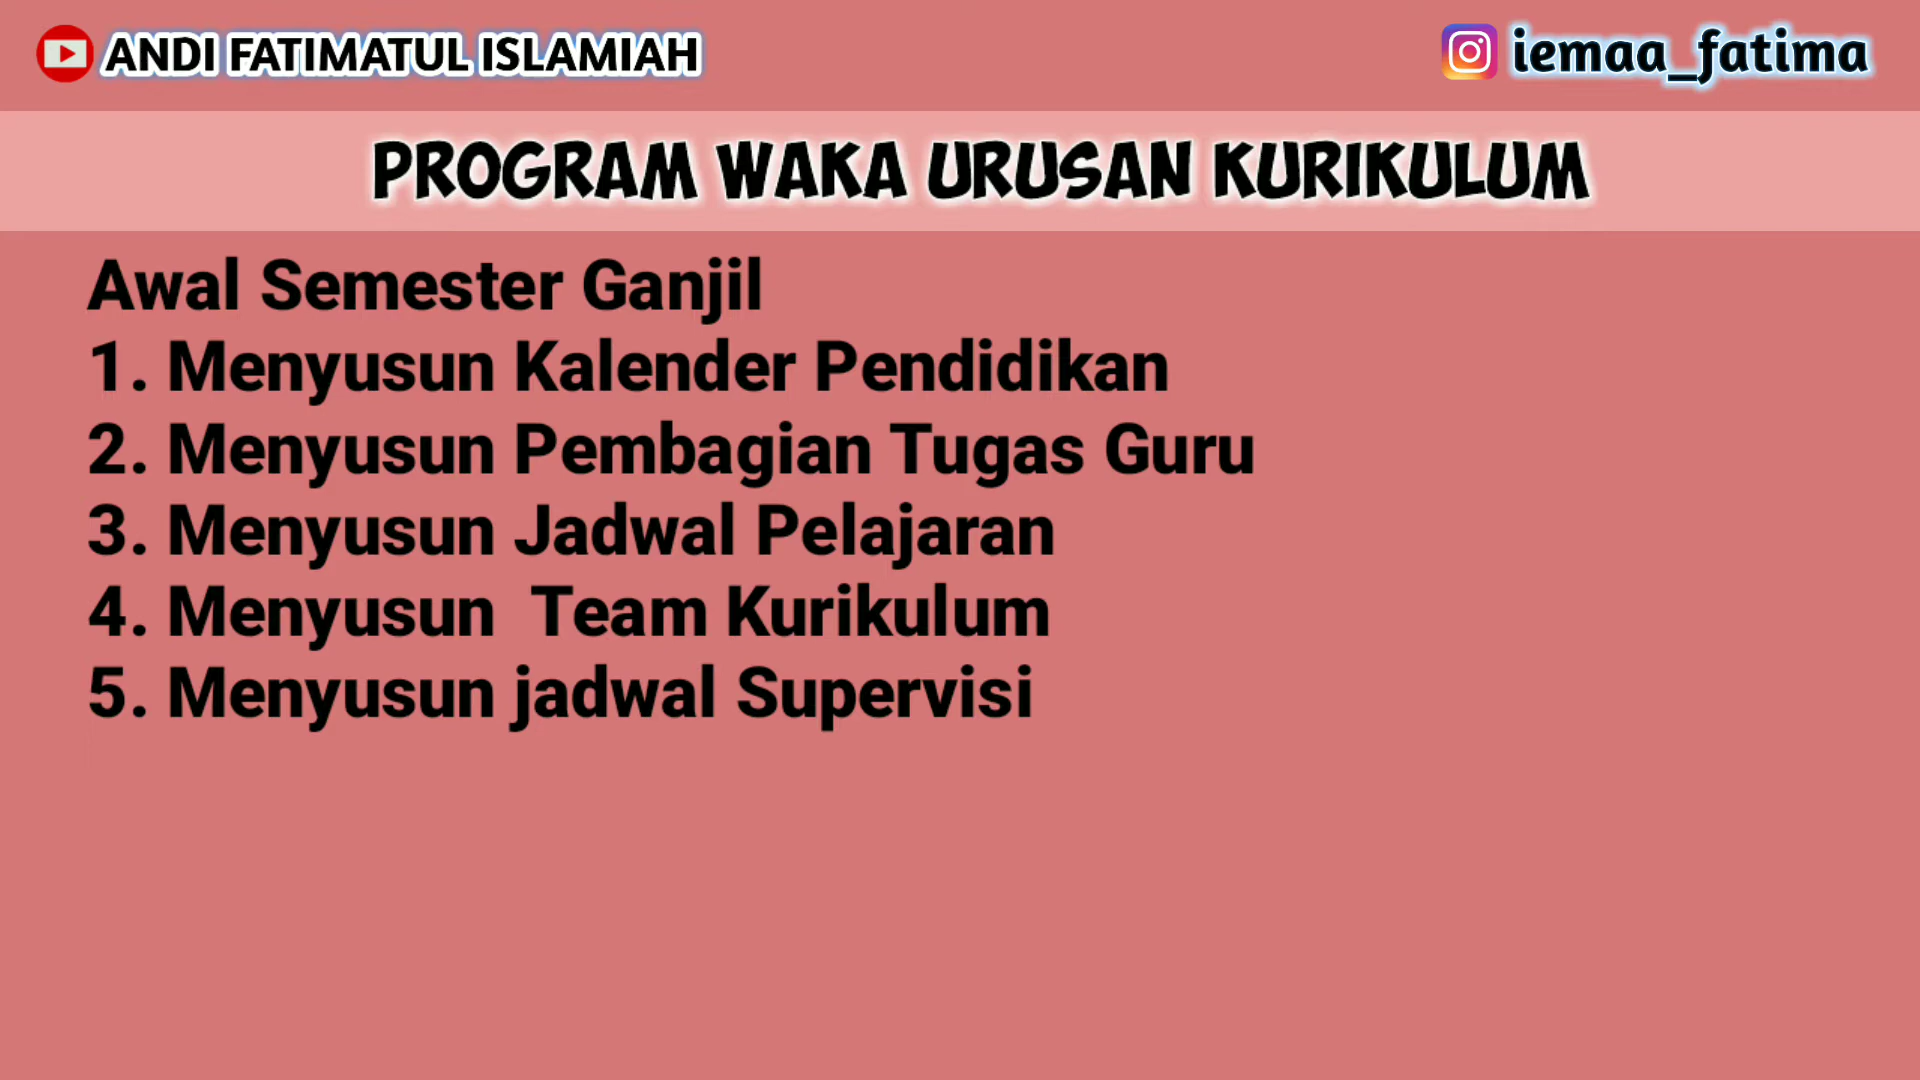 ANDI FATIMATUL ISLAMIAH
iemaa_fatima
PROGRAM WAKA URUSAN KURIKULUM
Awal Semester Ganjil
1. Menyusun Kalender Pendidikan
2. Menyusun Pembagian Tugas Guru
3. Menyusun Jadwal Pelajaran
4. Menyusun  Team Kurikulum
5. Menyusun jadwal Supervisi